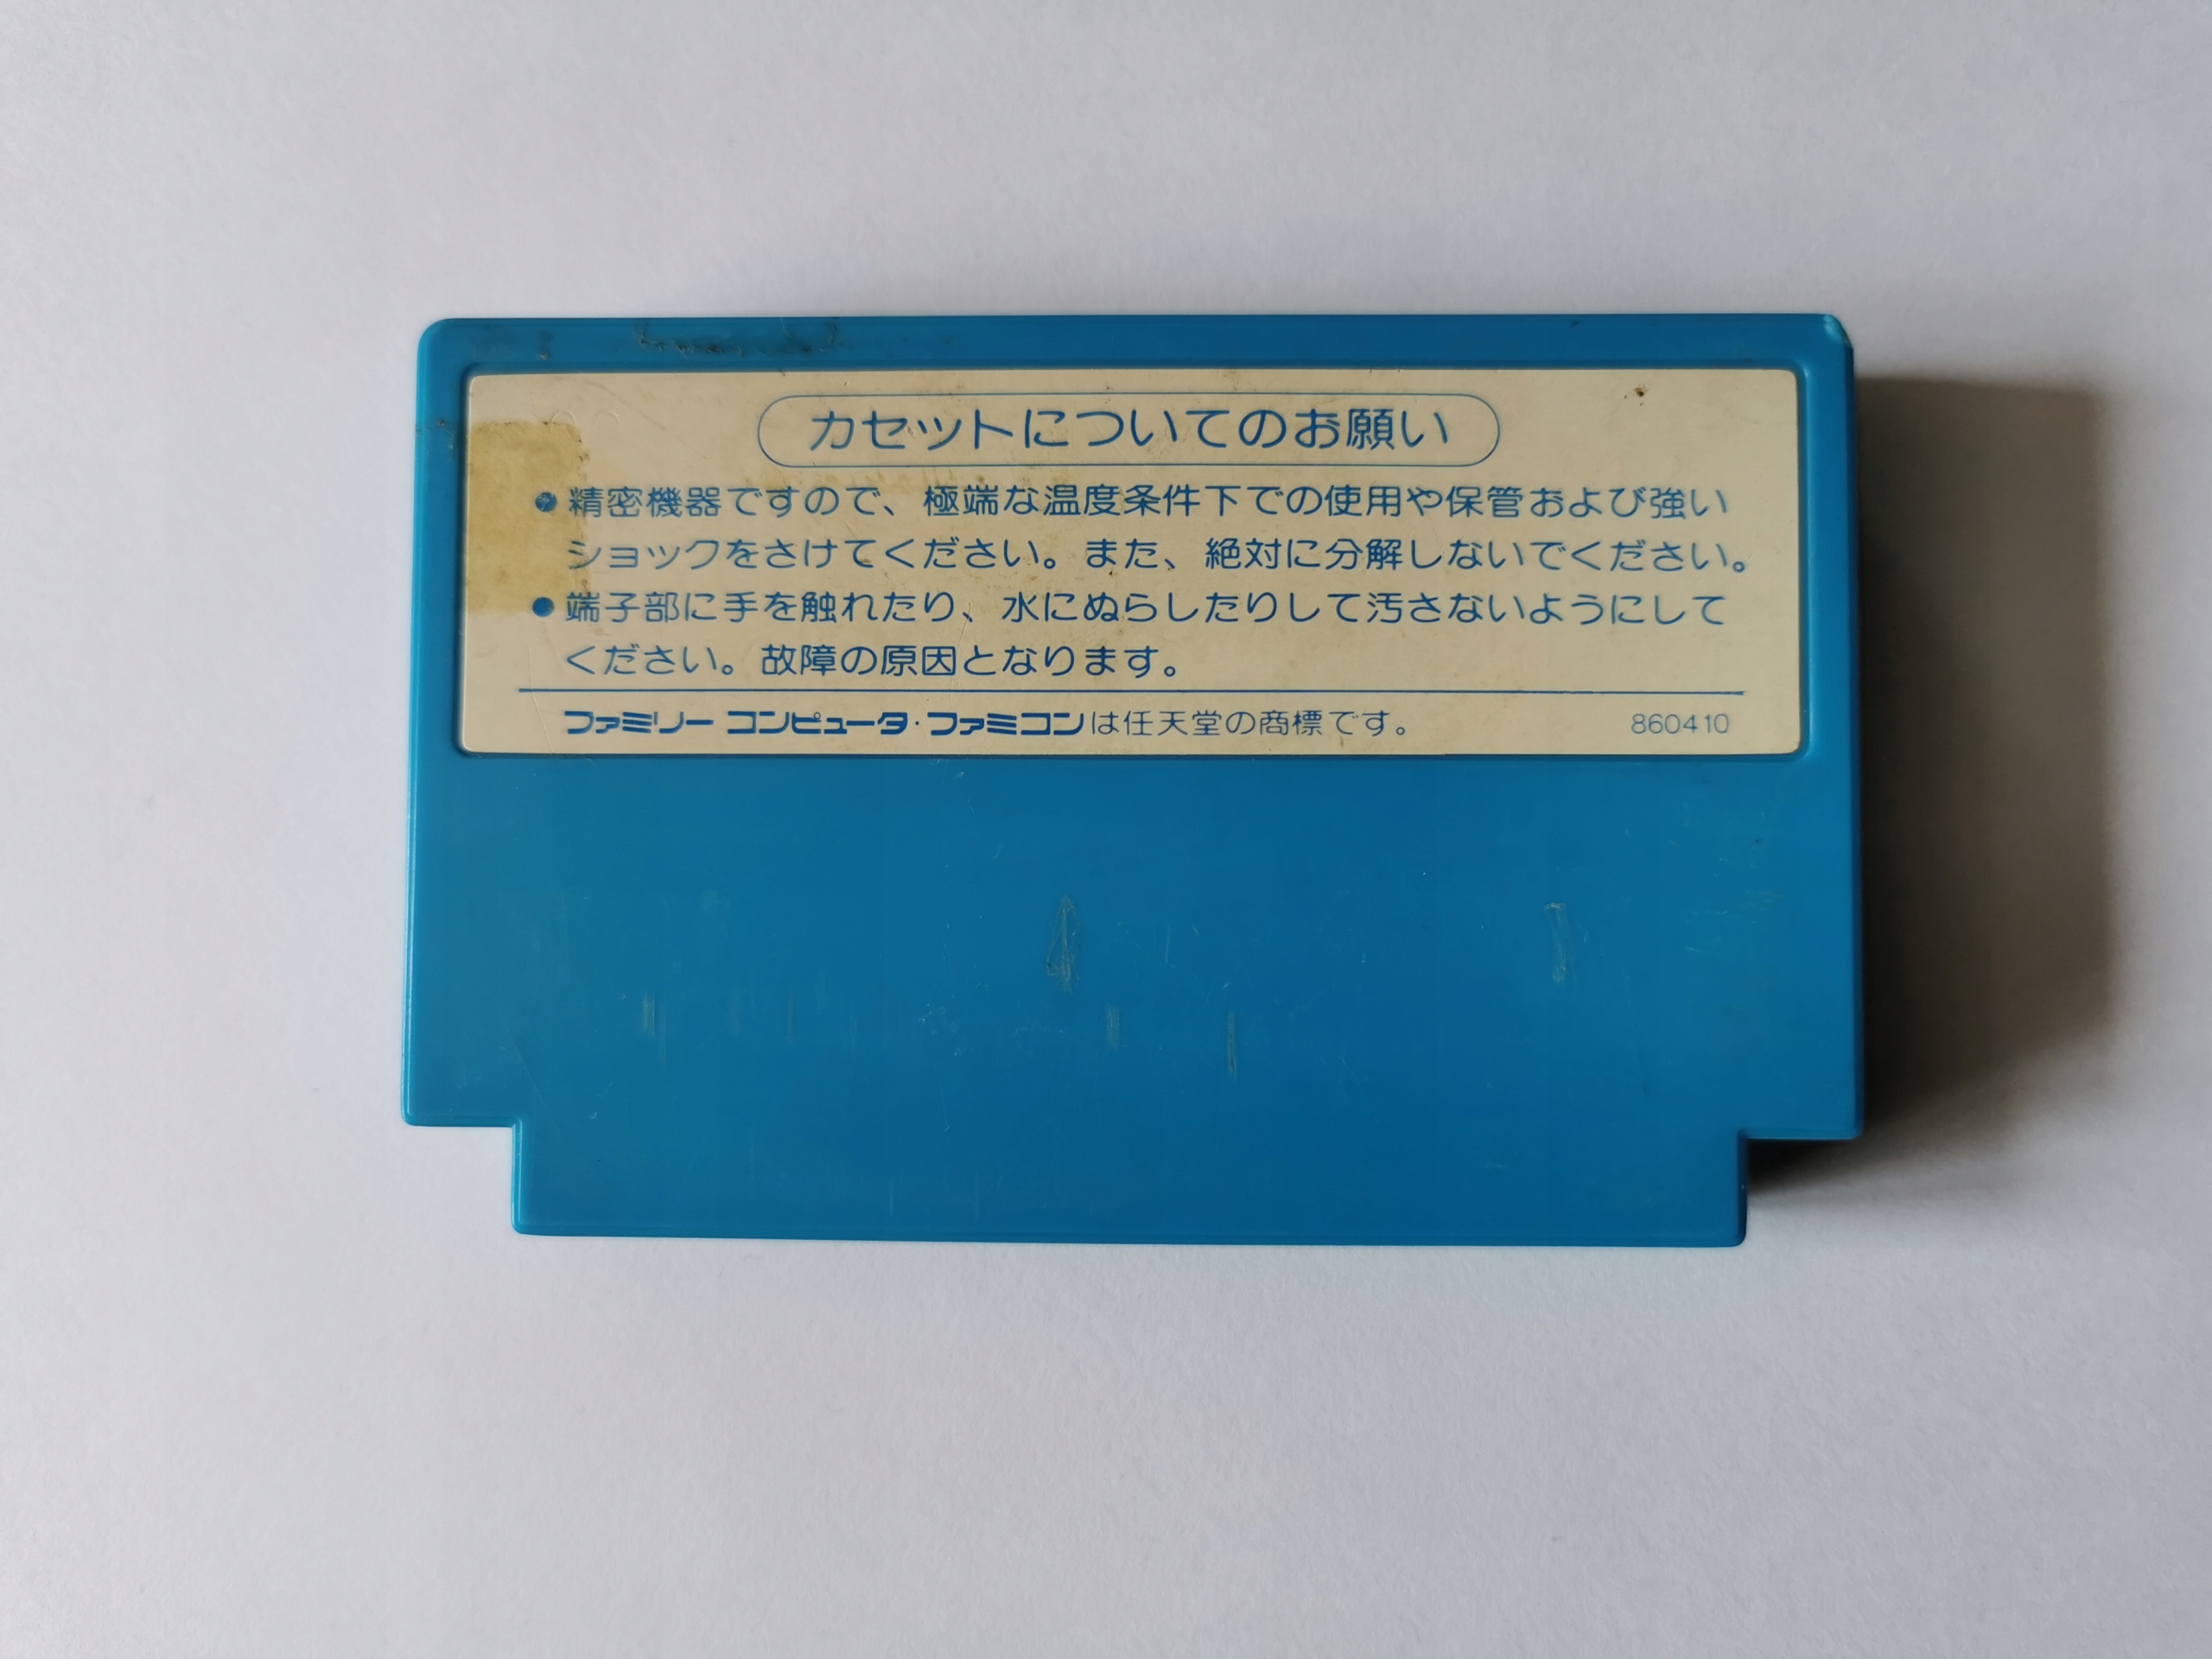 カセットについてのお願い
●精密機器ですので、極端な温度条件下での使用や保管および強い
ショックをさけてください。また、絶対に分解しないでください。
●端子部に手を触れたり、水にぬらしたりして汚さないようにして
ください。故障の原因となります。
ファミリー コンピュータ・ファミコンは任天堂の商標です。 860410